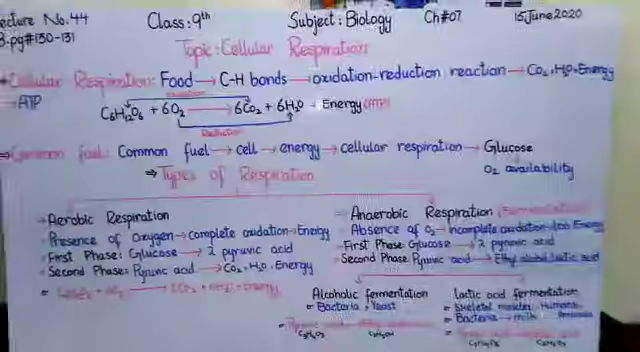 ecture No.44 Class: 9th Subject: Biology Ch#07 15 June 2020
B.pg#130-131
Topic: Cellular Respiration
Cellular Respiration: Food → C-H bonds → oxidation-reduction reaction → CO2, H2O, Energy
→ ATP
Oxidation
C6H12O6 + 6O2 → 6CO2 + 6H2O + Energy (ATP)
Reduction
⇒ Common fuel: Common fuel → cell → energy → cellular respiration → Glucose
O2 availability
⇒ Types of Respiration
Aerobic Respiration
Presence of Oxygen → complete oxidation → Energy
First Phase: Glucose → 2 pyruvic acid
Second Phase: Pyruvic acid → CO2, H2O, Energy
Anaerobic Respiration (Fermentation)
Absence of O2 → incomplete oxidation → less Energy
First Phase: Glucose → 2 pyruvic acid
Second Phase Pyruvic acid → Ethyl alcohol, lactic acid
Alcoholic fermentation
= Bacteria, Yeast
C3H4O3 C2H5OH
Lactic acid fermentation
= Skeletal muscles Humans
= Bacteria → milk